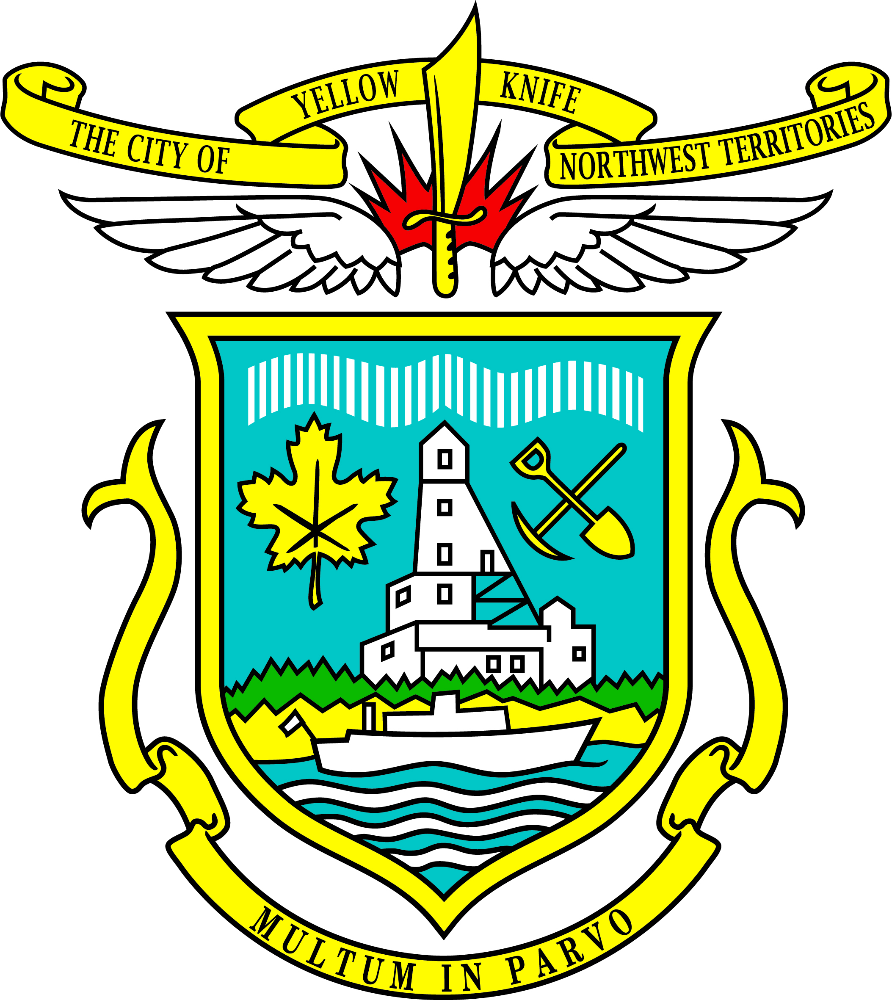 THE CITY OF
YELLOW KNIFE
NORTHWEST TERRITORIES
MULTUM IN PARVO